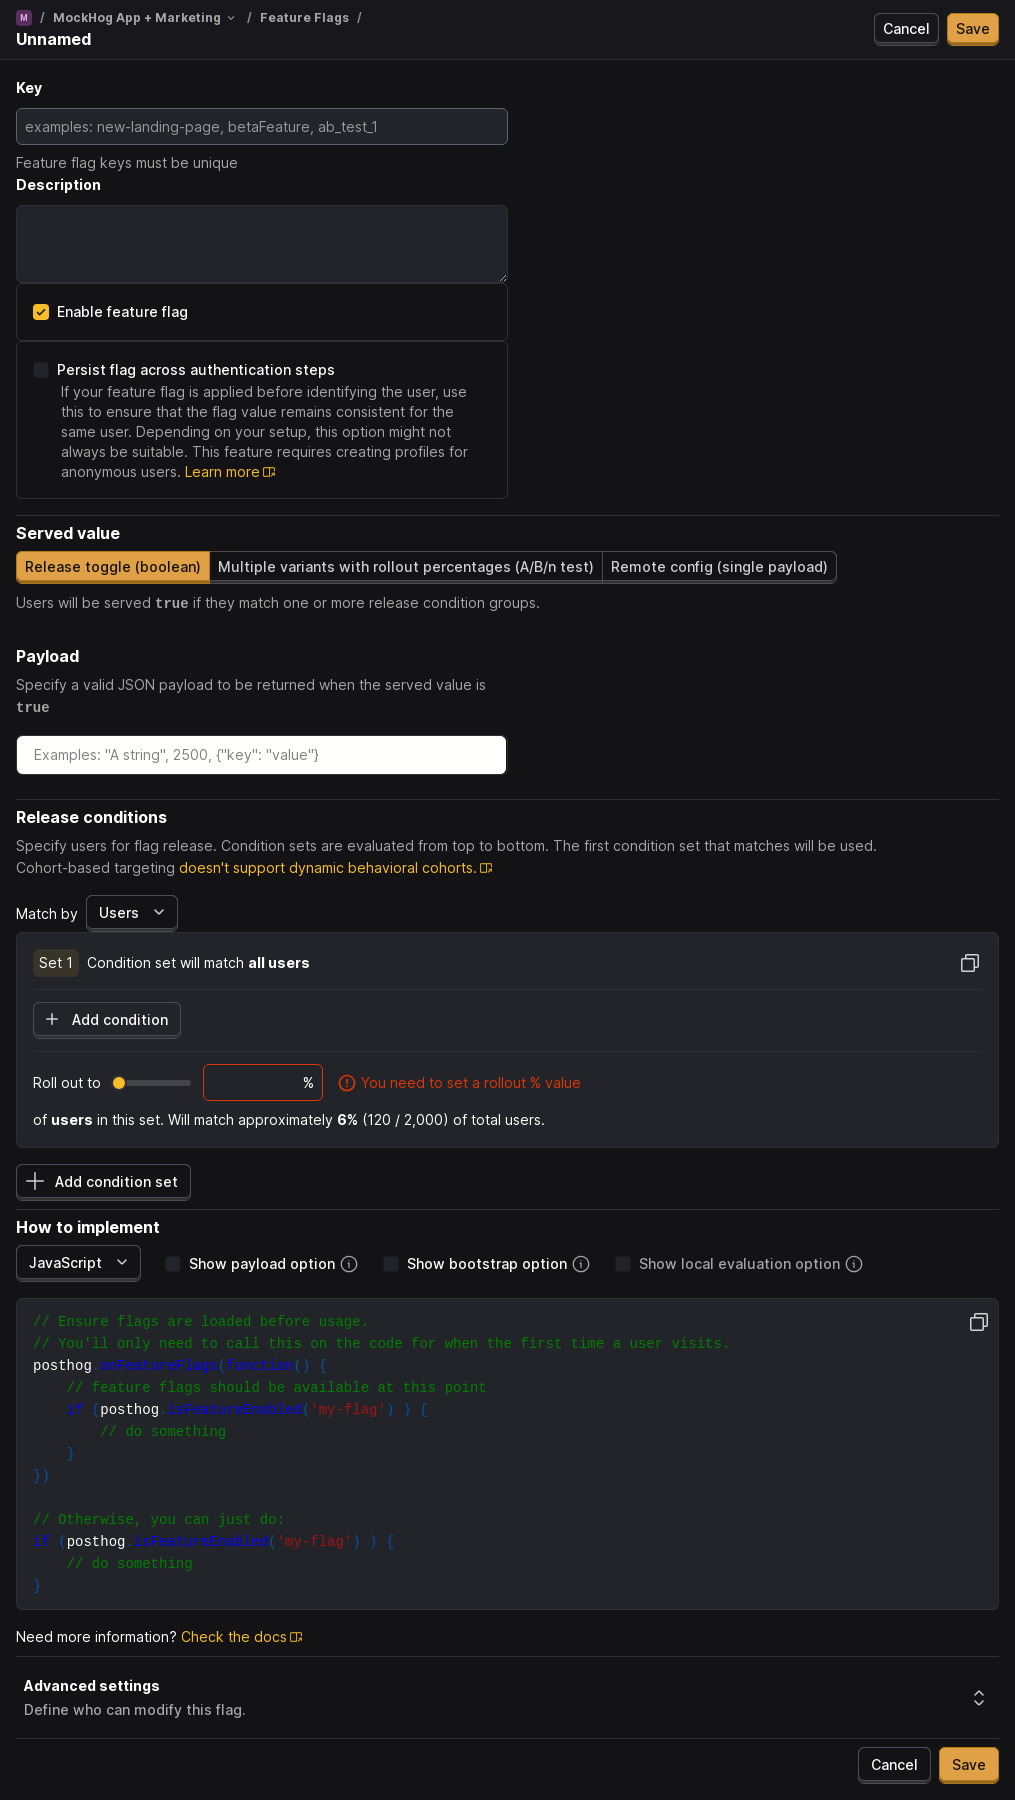 M / MockHog App + Marketing / Feature Flags /
Unnamed
Cancel
Save
Key
examples: new-landing-page, betaFeature, ab_test_1
Feature flag keys must be unique
Description
Enable feature flag
Persist flag across authentication steps
If your feature flag is applied before identifying the user, use
this to ensure that the flag value remains consistent for the
same user. Depending on your setup, this option might not
always be suitable. This feature requires creating profiles for
anonymous users. Learn more
Served value
Release toggle (boolean)
Multiple variants with rollout percentages (A/B/n test)
Remote config (single payload)
Users will be served true if they match one or more release condition groups.
Payload
Specify a valid JSON payload to be returned when the served value is
true
Examples: "A string", 2500, {"key": "value"}
Release conditions
Specify users for flag release. Condition sets are evaluated from top to bottom. The first condition set that matches will be used.
Cohort-based targeting doesn't support dynamic behavioral cohorts.
Match by Users
Set 1 Condition set will match all users
Add condition
Roll out to % You need to set a rollout % value
of users in this set. Will match approximately 6% (120 / 2,000) of total users.
Add condition set
How to implement
JavaScript
Show payload option
Show bootstrap option
Show local evaluation option
// Ensure flags are loaded before usage.
// You'll only need to call this on the code for when the first time a user visits.
posthog.onFeatureFlags(function() {
    // feature flags should be available at this point
    if (posthog.isFeatureEnabled('my-flag') ) {
        // do something
    }
})
// Otherwise, you can just do:
if (posthog.isFeatureEnabled('my-flag') ) {
    // do something
}
Need more information? Check the docs
Advanced settings
Define who can modify this flag.
Cancel
Save